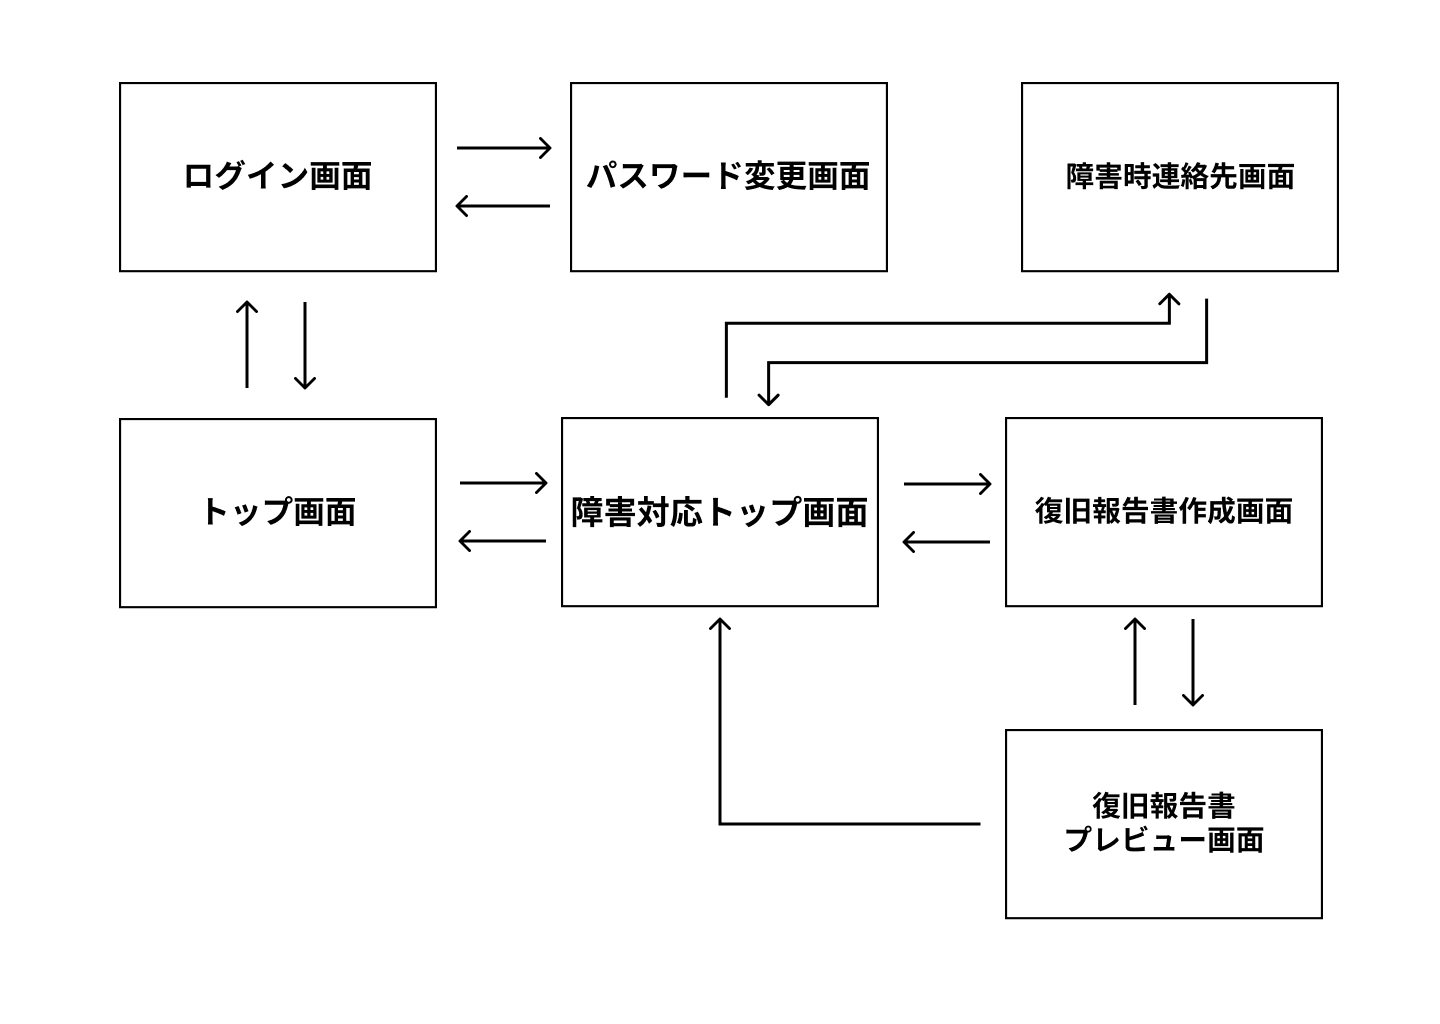 ログイン画面
パスワード変更画面
障害時連絡先画面
トップ画面
障害対応トップ画面
復旧報告書作成画面
復旧報告書
プレビュー画面